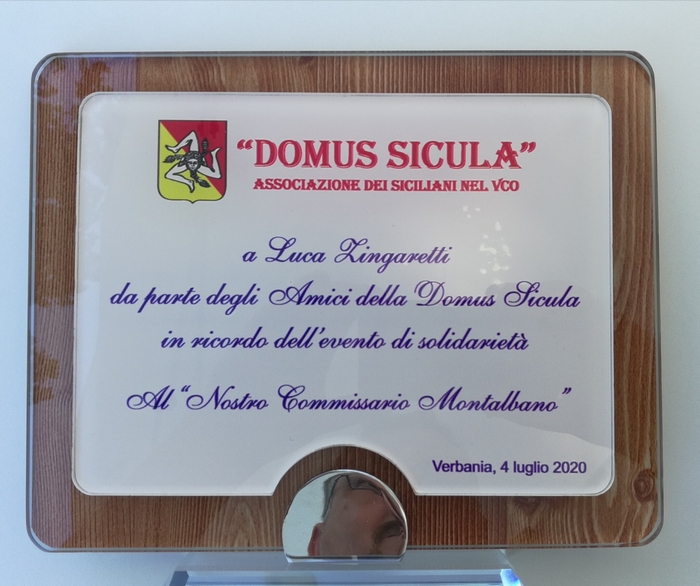 "DOMUS SICULA"
ASSOCIAZIONE DEI SICILIANI NEL VCO
a Luca Zingaretti
da parte degli Amici della Domus Sicula
in ricordo dell'evento di solidarietà
Al "Nostro Commissario Montalbano"
Verbania, 4 luglio 2020